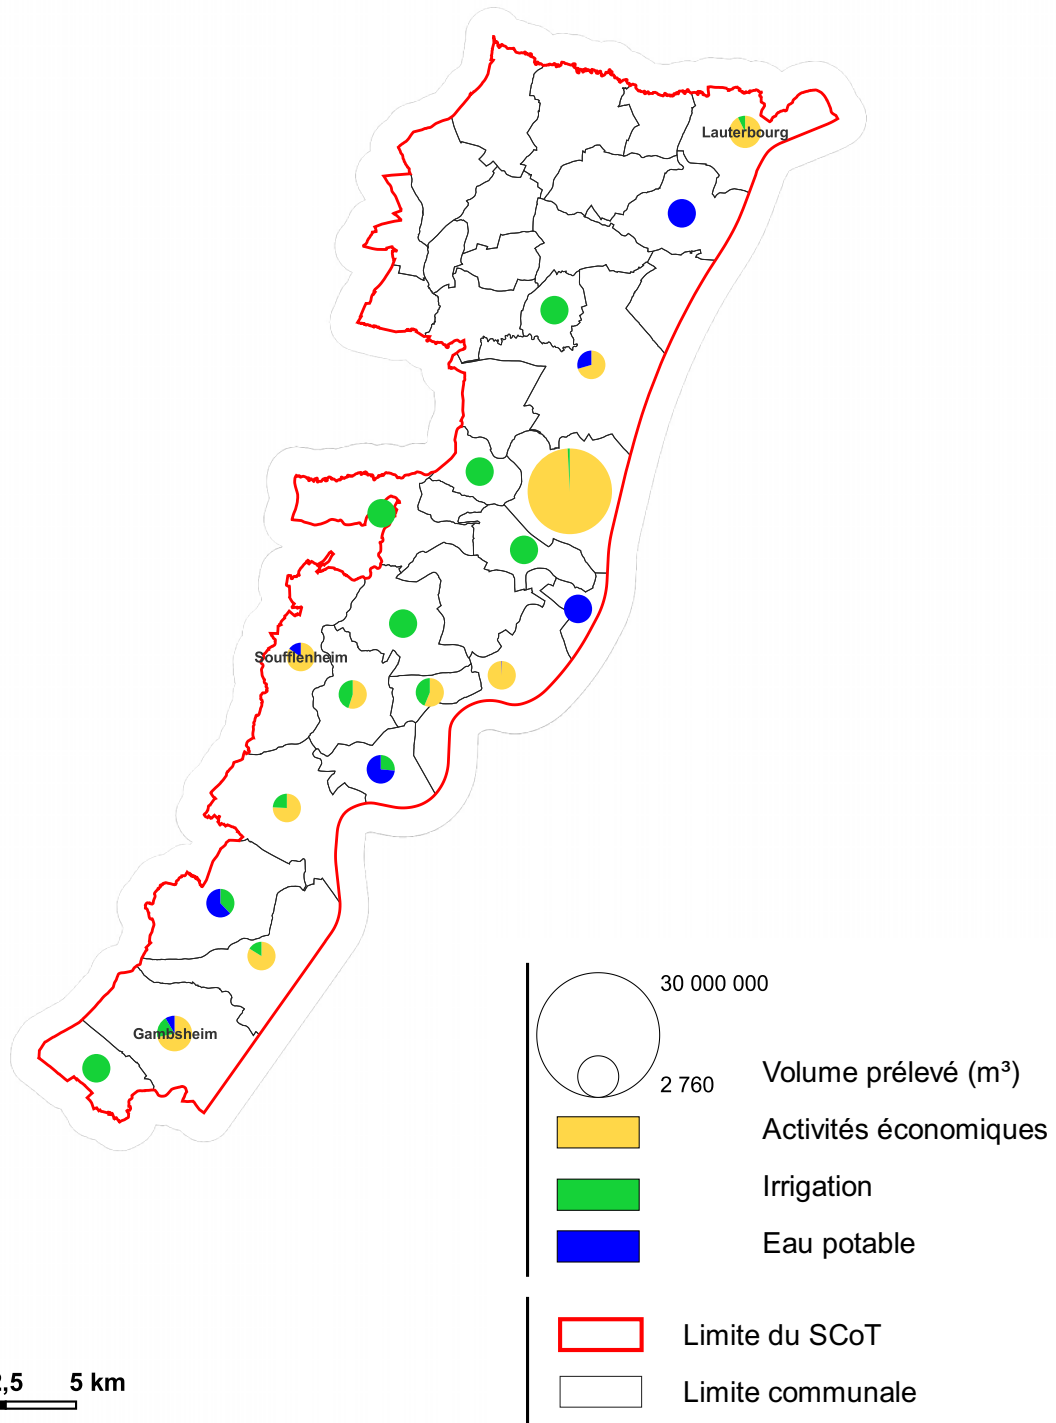 Lauterbourg
Soufflenheim
Gambsheim
30 000 000
2 760
Volume prélevé (m³)
Activités économiques
Irrigation
Eau potable
Limite du SCoT
Limite communale
,5 5 km